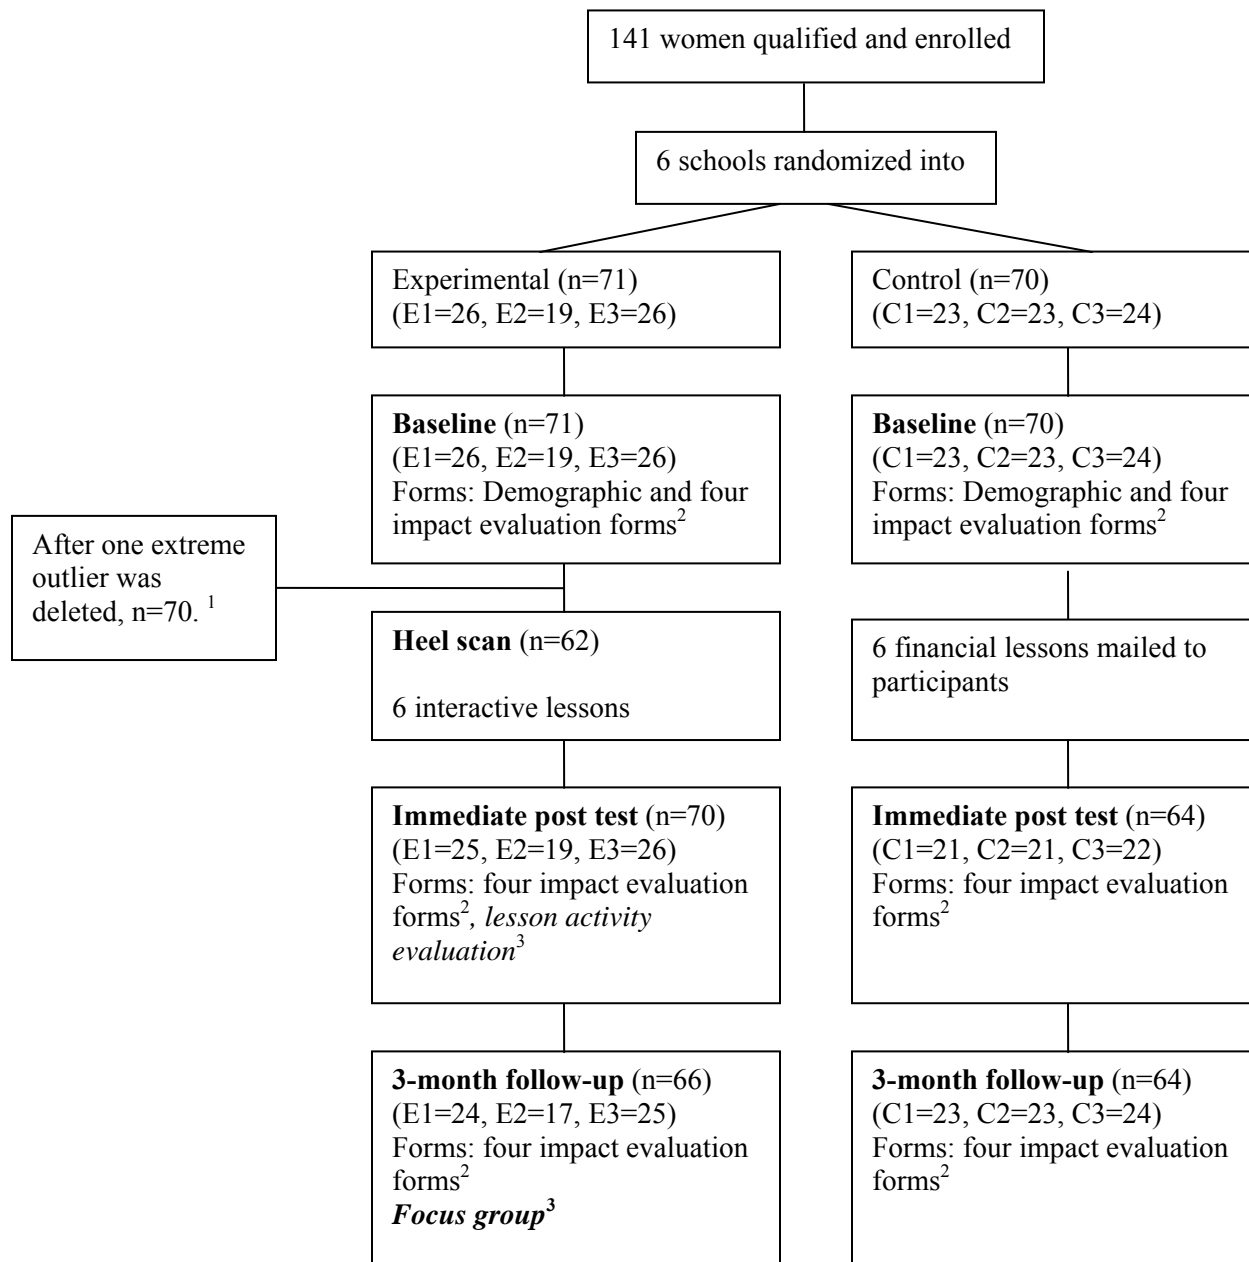 141 women qualified and enrolled
6 schools randomized into
Experimental (n=71)
(E1=26, E2=19, E3=26)
Control (n=70)
(C1=23, C2=23, C3=24)
Baseline (n=71)
(E1=26, E2=19, E3=26)
Forms: Demographic and four
impact evaluation forms²
Baseline (n=70)
(C1=23, C2=23, C3=24)
Forms: Demographic and four
impact evaluation forms²
After one extreme
outlier was
deleted, n=70. ¹
Heel scan (n=62)
6 interactive lessons
6 financial lessons mailed to
participants
Immediate post test (n=70)
(E1=25, E2=19, E3=26)
Forms: four impact evaluation
forms², lesson activity
evaluation³
Immediate post test (n=64)
(C1=21, C2=21, C3=22)
Forms: four impact evaluation
forms²
3-month follow-up (n=66)
(E1=24, E2=17, E3=25)
Forms: four impact evaluation
forms²
Focus group³
3-month follow-up (n=64)
(C1=23, C2=23, C3=24)
Forms: four impact evaluation
forms²